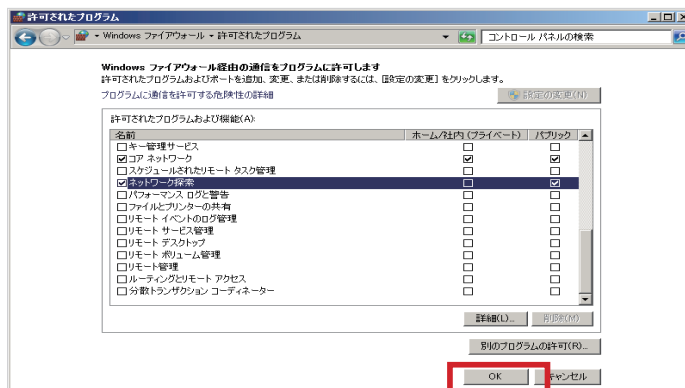 許可されたプログラム
Windows ファイアウォール ▸ 許可されたプログラム
コントロール パネルの検索
Windows ファイアウォール経由の通信をプログラムに許可します
許可されたプログラムおよびポートを追加、変更、または削除するには、[設定の変更] をクリックします。
プログラムに通信を許可する危険性の詳細
設定の変更(N)
許可されたプログラムおよび機能(A):
名前 ホーム/社内 (プライベート) パブリック
キー管理サービス
コア ネットワーク
スケジュールされたリモート タスク管理
ネットワーク探索
パフォーマンス ログと警告
ファイルとプリンターの共有
リモート イベントのログ管理
リモート サービス管理
リモート デスクトップ
リモート ボリューム管理
リモート管理
ルーティングとリモート アクセス
分散トランザクション コーディネーター
詳細(L)... 削除(M)
別のプログラムの許可(R)...
OK キャンセル